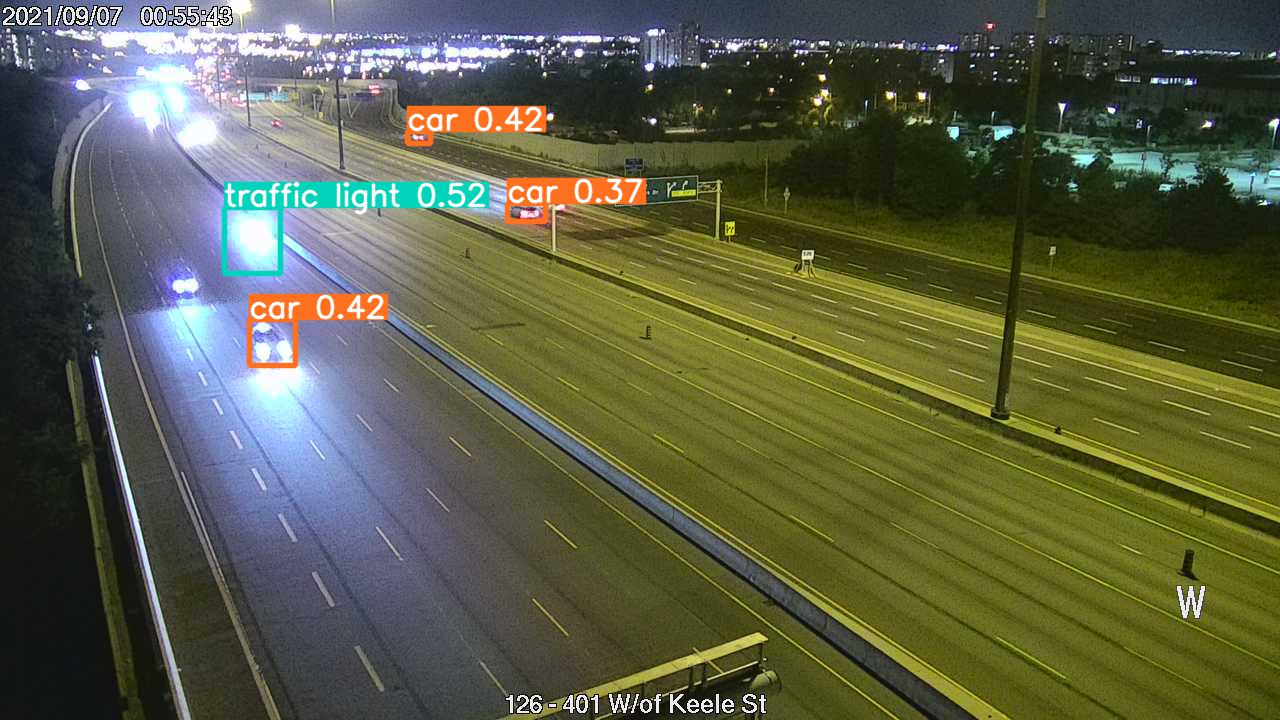 2021/09/07 00:55:43
car 0.42
traffic light 0.52
car 0.37
car 0.42
W
126 - 401 W/of Keele St